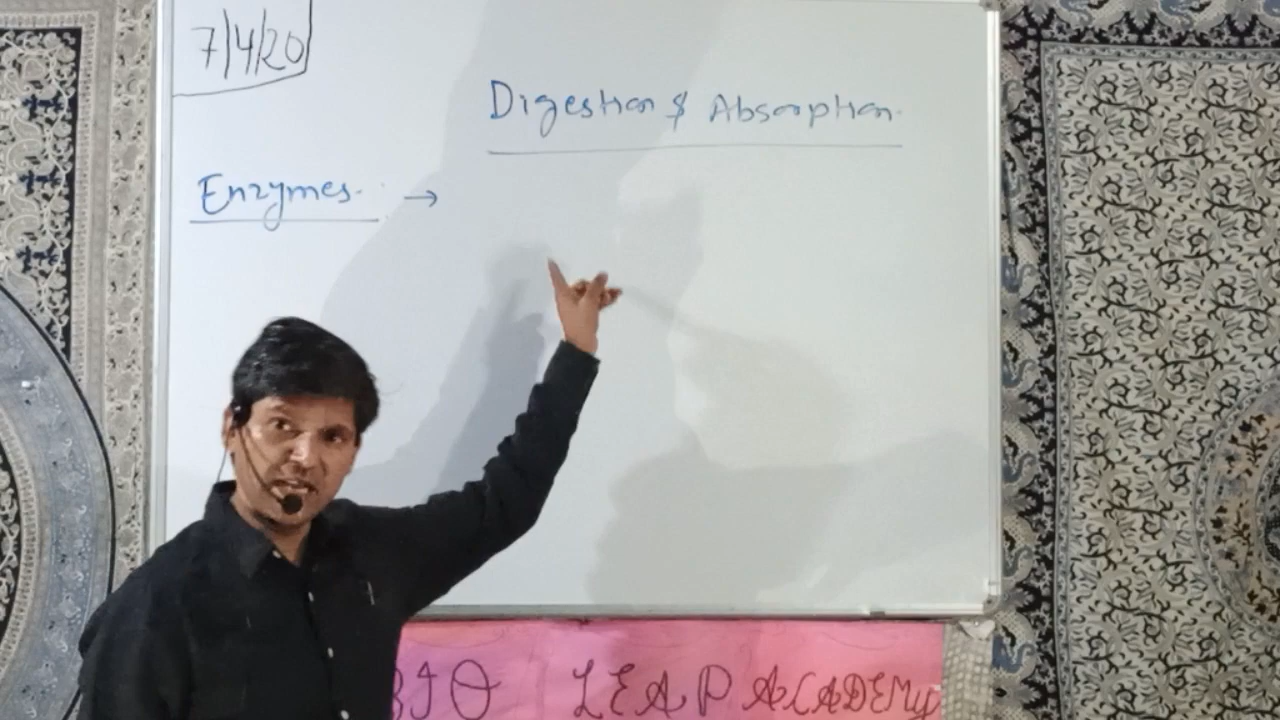 7/4/20
Digestion & Absorption.
Enzymes. →
BIO LEAP ACADEMY